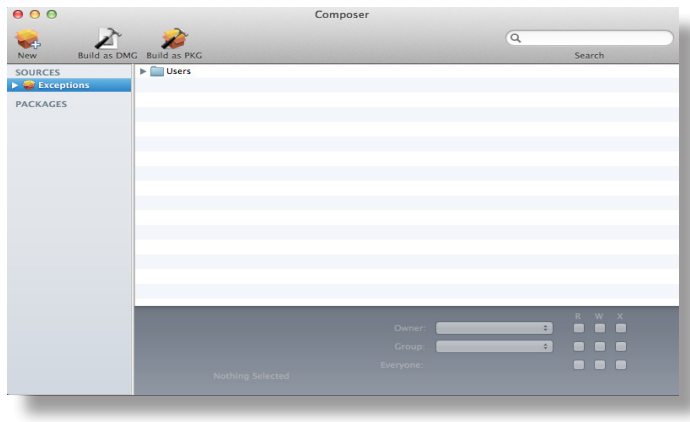 Composer
New
Build as DMG
Build as PKG
Search
SOURCES
Exceptions
PACKAGES
Users
R W X
Owner:
Group:
Everyone:
Nothing Selected